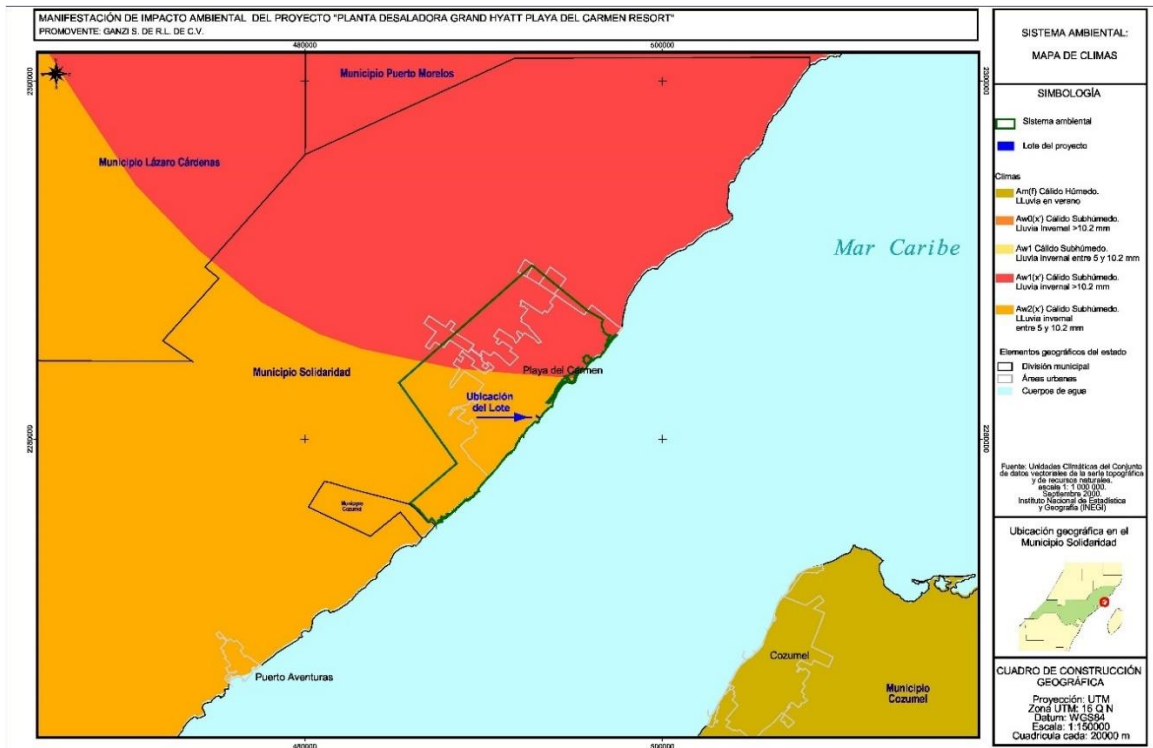 MANIFESTACIÓN DE IMPACTO AMBIENTAL DEL PROYECTO "PLANTA DESALADORA GRAND HYATT PLAYA DEL CARMEN RESORT"
PROMOVENTE: GANZI S. DE R.L. DE C.V.
480000
500000
2300000
2300000
Municipio Puerto Morelos
Municipio Lázaro Cárdenas
Mar Caribe
Municipio Solidaridad
Playa del Carmen
Ubicación
del Lote
2280000
2280000
Municipio
Cozumel
Puerto Aventuras
Cozumel
Municipio
Cozumel
480000
500000
SISTEMA AMBIENTAL:
MAPA DE CLIMAS
SIMBOLOGÍA
Sistema ambiental
Lote del proyecto
Climas
Am(f) Cálido Húmedo.
LLuvia en verano
Aw0(x') Cálido Subhúmedo.
Lluvia Invernal >10.2 mm
Aw1 Cálido Subhúmedo.
Lluvia Invernal entre 5 y 10.2 mm
Aw1(x') Cálido Subhúmedo.
Lluvia invernal >10.2 mm
Aw2(x') Cálido Subhúmedo.
LLuvia invernal
entre 5 y 10.2 mm
Elementos geográficos del estado
División municipal
Áreas urbanas
Cuerpos de agua
Fuente: Unidades Climáticas del Conjunto
de datos vectoriales de la serie topográfica
y de recursos naturales.
escala 1: 1 000 000.
Septiembre 2000.
Instituto Nacional de Estadística
y Geografía (INEGI)
Ubicación geográfica en el
Municipio Solidaridad
CUADRO DE CONSTRUCCIÓN
GEOGRÁFICA
Proyección: UTM
Zona UTM: 16 Q N
Datum: WGS84
Escala: 1:150000
Cuadrícula cada: 20000 m